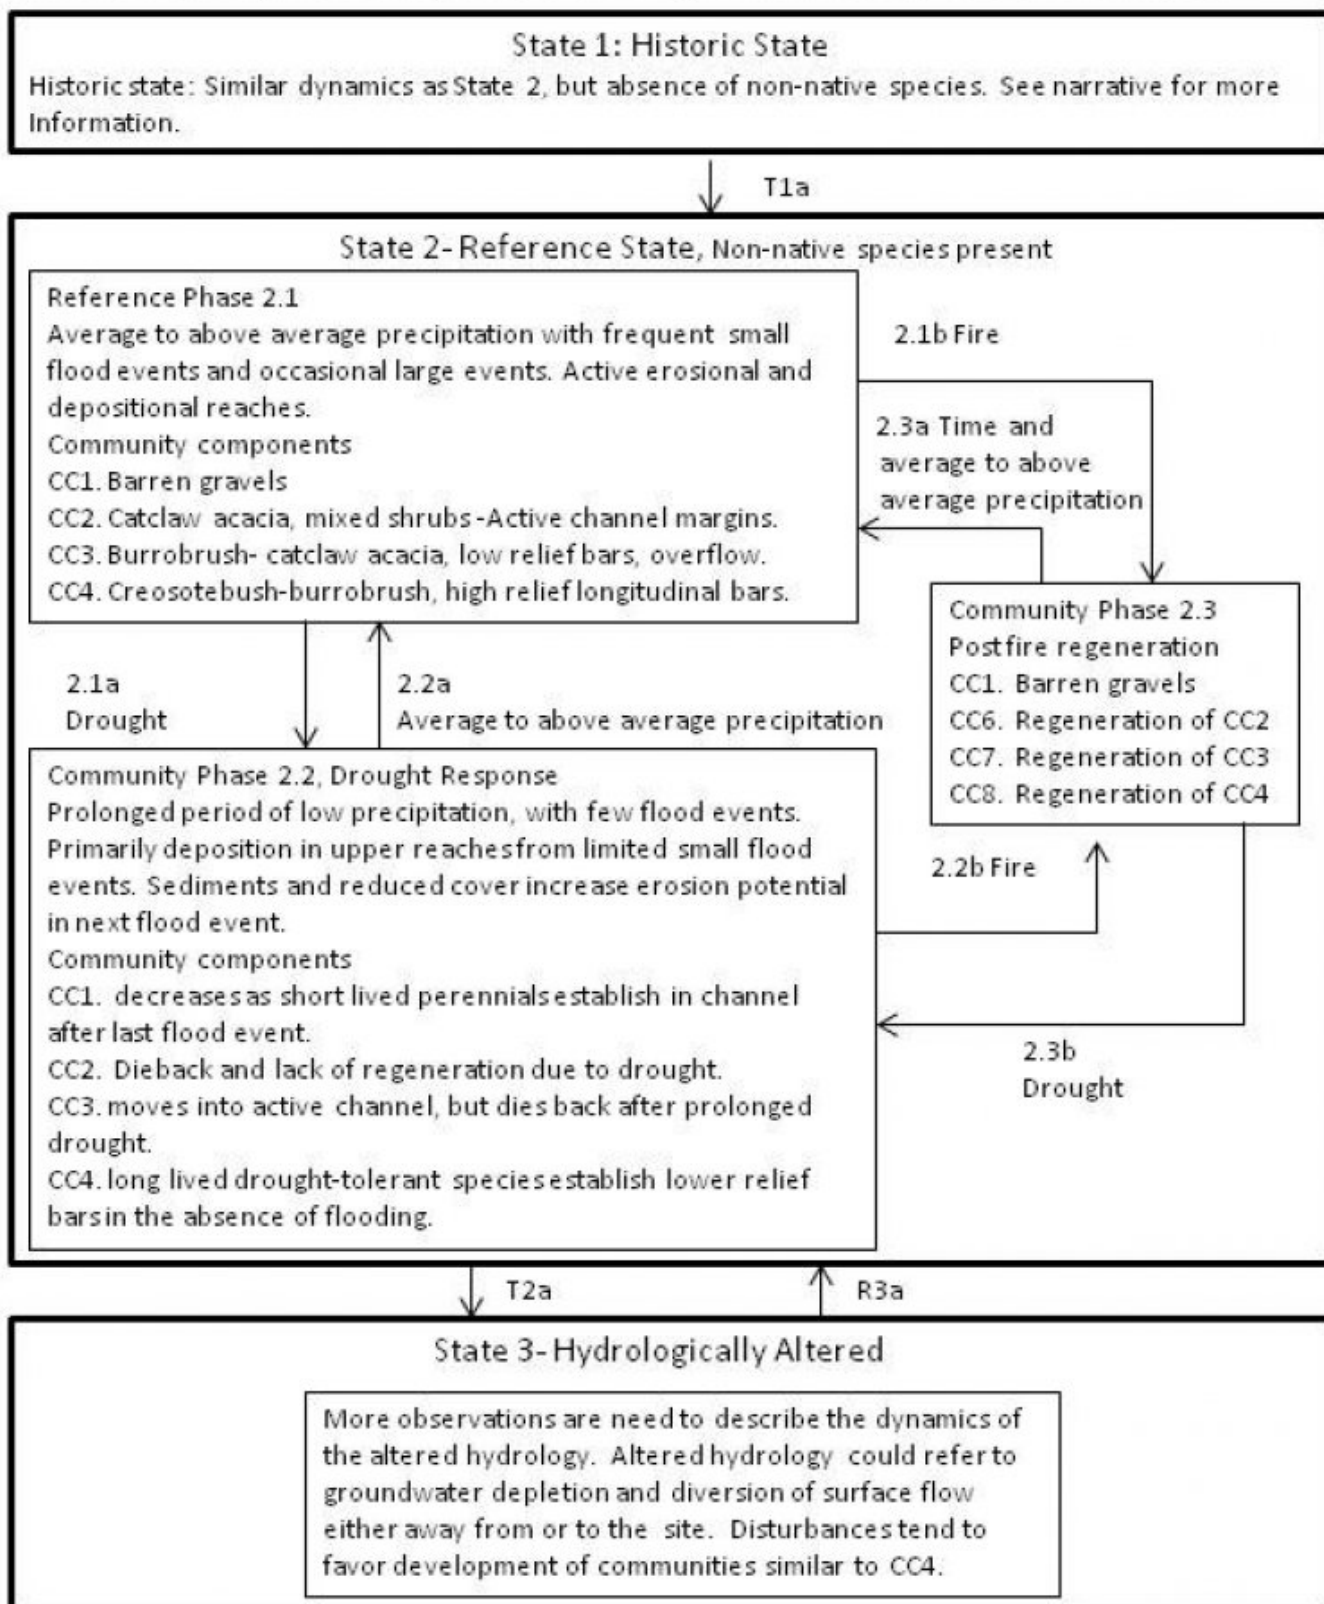 State 1: Historic State
Historic state: Similar dynamics as State 2, but absence of non-native species. See narrative for more
Information.
T1a
State 2- Reference State, Non-native species present
Reference Phase 2.1
Average to above average precipitation with frequent small
flood events and occasional large events. Active erosional and
depositional reaches.
Community components
CC1. Barren gravels
CC2. Catclaw acacia, mixed shrubs -Active channel margins.
CC3. Burrobrush- catclaw acacia, low relief bars, overflow.
CC4. Creosotebush-burrobrush, high relief longitudinal bars.
2.1b Fire
2.3a Time and
average to above
average precipitation
Community Phase 2.3
Postfire regeneration
CC1. Barren gravels
CC6. Regeneration of CC2
CC7. Regeneration of CC3
CC8. Regeneration of CC4
2.1a
Drought
2.2a
Average to above average precipitation
Community Phase 2.2, Drought Response
Prolonged period of low precipitation, with few flood events.
Primarily deposition in upper reaches from limited small flood
events. Sediments and reduced cover increase erosion potential
in next flood event.
Community components
CC1. decreases as short lived perennials establish in channel
after last flood event.
CC2. Dieback and lack of regeneration due to drought.
CC3. moves into active channel, but dies back after prolonged
drought.
CC4. long lived drought-tolerant species establish lower relief
bars in the absence of flooding.
2.2b Fire
2.3b
Drought
T2a
R3a
State 3- Hydrologically Altered
More observations are need to describe the dynamics of
the altered hydrology. Altered hydrology could refer to
groundwater depletion and diversion of surface flow
either away from or to the site. Disturbances tend to
favor development of communities similar to CC4.